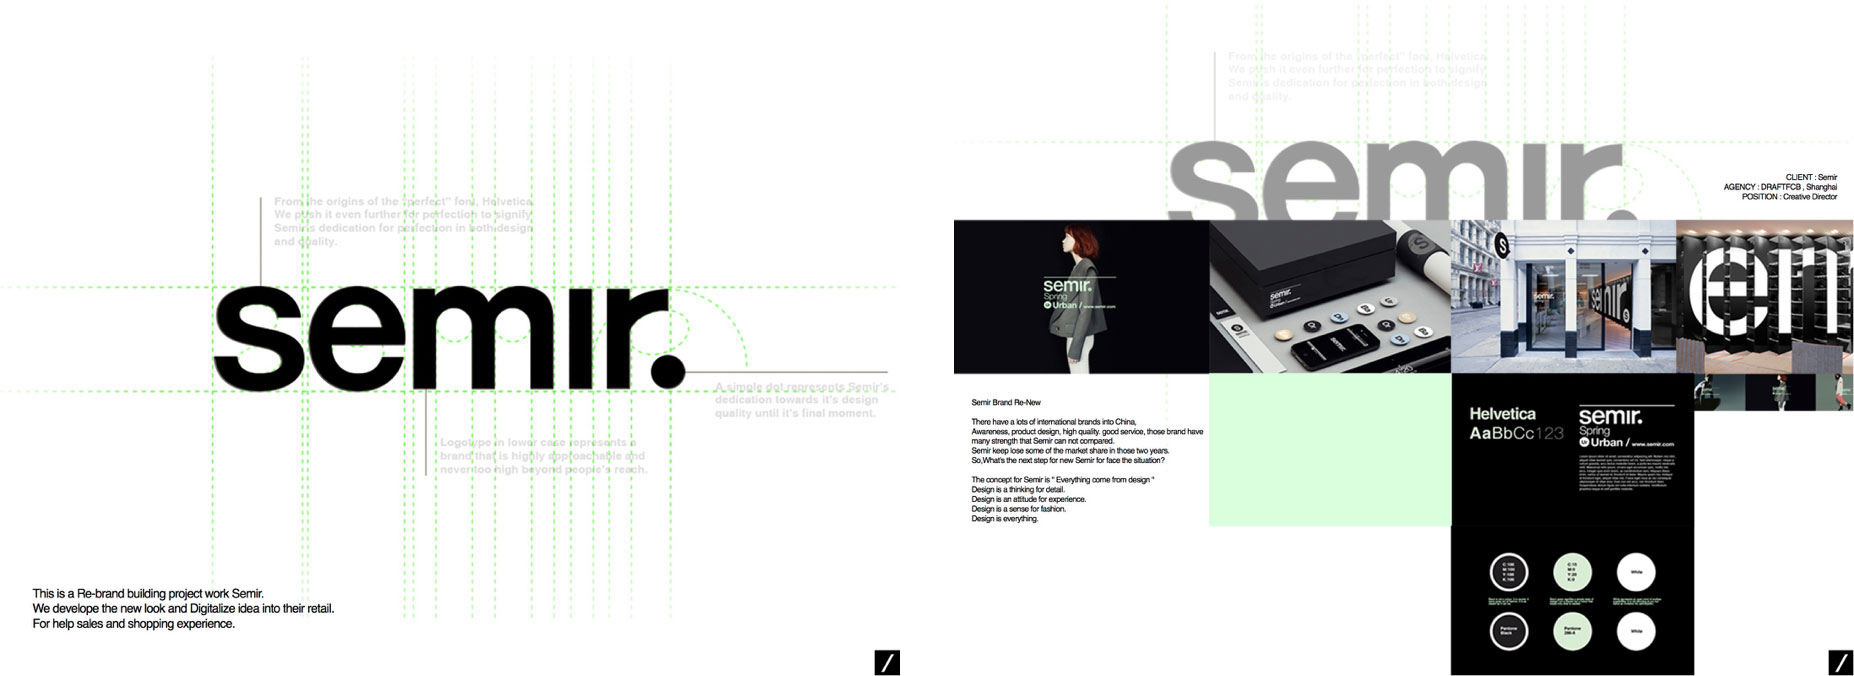 From the origins of the "perfect" font, Helvetica
We push it even further for perfection to signify
Semir's dedication for perfection in both design
and quality.
semir.
A simple dot represents Semir's
dedication towards it's design
quality until it's final moment.
Logotype in lower case represents a
brand that is highly approachable and
never too high beyond people's reach.
This is a Re-brand building project work Semir.
We develope the new look and Digitalize idea into their retail.
For help sales and shopping experience.
/
From the origins of the "perfect" font, Helvetica
We push it even further for perfection to signify
Semir's dedication for perfection in both design
and quality.
semir.
CLIENT : Semir
AGENCY : DRAFTFCB , Shanghai
POSITION : Creative Director
semir.
Spring
Urban / www.semir.com
semir.
S
semir.
semir
S
em
Semir Brand Re-New
There have a lots of international brands into China,
Awareness, product design, high quality. good service, those brand have
many strength that Semir can not compared.
Semir keep lose some of the market share in those two years.
So,What's the next step for new Semir for face the situation?
The concept for Semir is " Everything come from design "
Design is a thinking for detail.
Design is an attitude for experience.
Design is a sense for fashion.
Design is everything.
Helvetica
AaBbCc123
semir.
Spring
Urban / www.semir.com
C:100
M:100
Y:100
K:100
White
Pantone
Black
Pantone
White
/